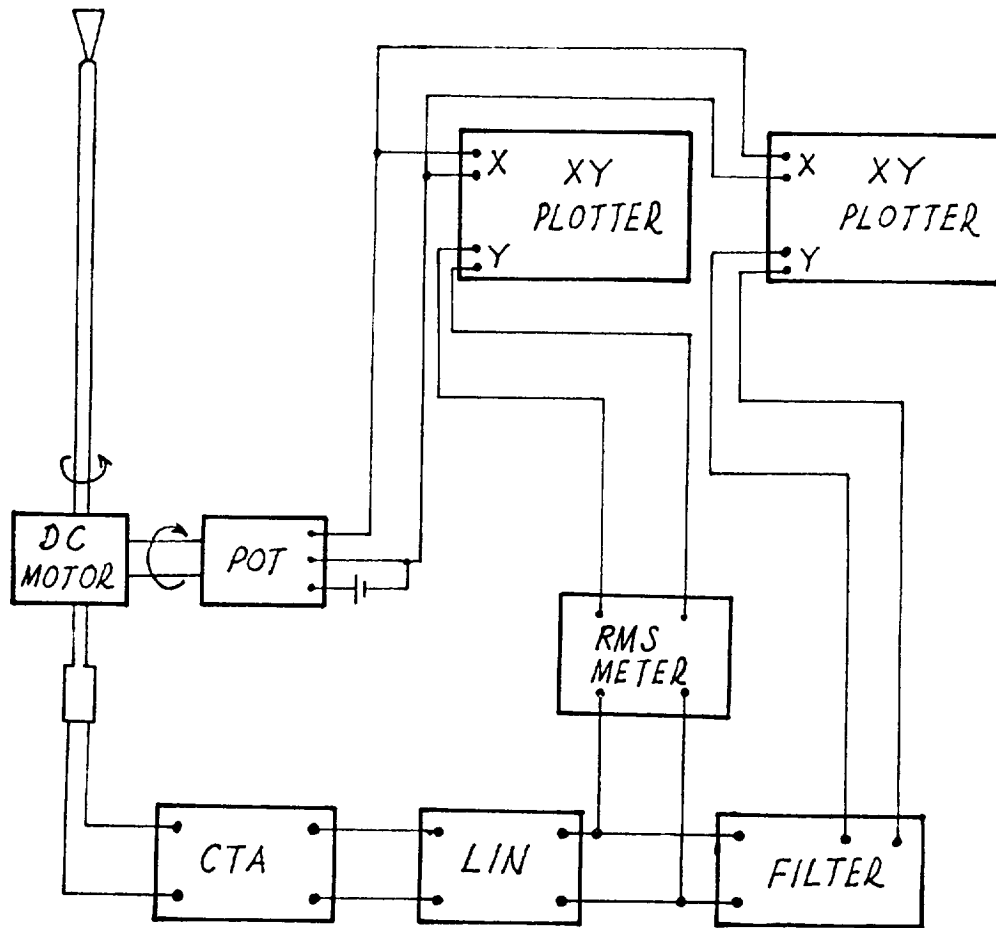 X
XY
PLOTTER
Y
X
XY
PLOTTER
Y
DC
MOTOR
POT
RMS
METER
CTA
LIN
FILTER